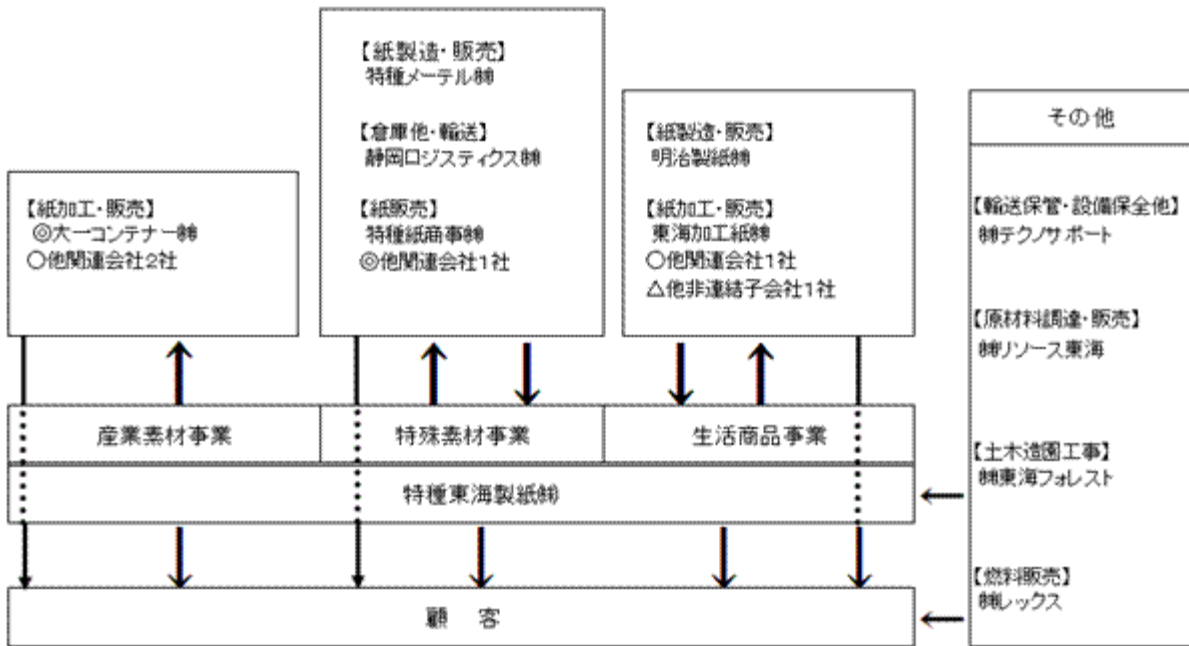 【紙加工・販売】
◎大一コンテナー㈱
○他関連会社2社
【紙製造・販売】
特種メーテル㈱
【倉庫他・輸送】
静岡ロジスティクス㈱
【紙販売】
特種紙商事㈱
◎他関連会社1社
【紙製造・販売】
明治製紙㈱
【紙加工・販売】
東海加工紙㈱
○他関連会社1社
△他非連結子会社1社
その他
【輸送保管・設備保全他】
㈱テクノサポート
【原材料調達・販売】
㈱リソース東海
【土木造園工事】
㈱東海フォレスト
【燃料販売】
㈱レックス
産業素材事業
特殊素材事業
生活商品事業
特種東海製紙㈱
顧 客